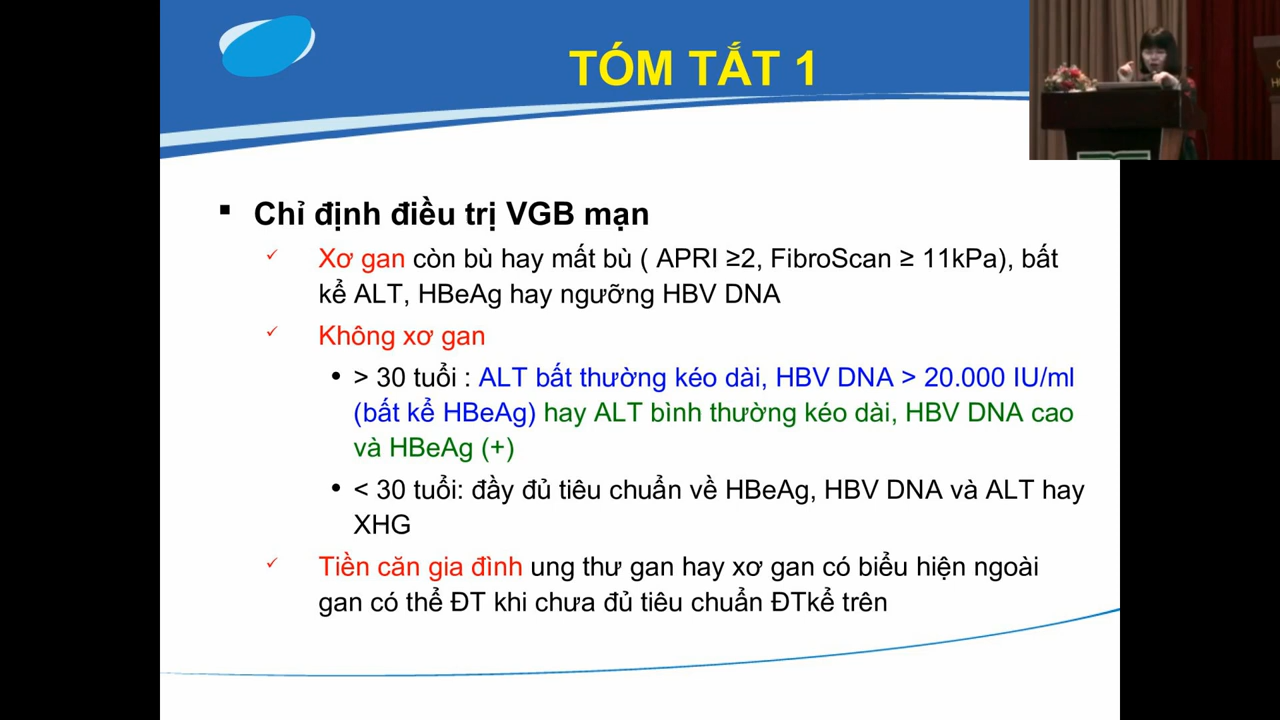 TÓM TẮT 1
Chỉ định điều trị VGB mạn
Xơ gan còn bù hay mất bù ( APRI ≥2, FibroScan ≥ 11kPa), bất
kể ALT, HBeAg hay ngưỡng HBV DNA
Không xơ gan
• > 30 tuổi : ALT bất thường kéo dài, HBV DNA > 20.000 IU/ml
(bất kể HBeAg) hay ALT bình thường kéo dài, HBV DNA cao
và HBeAg (+)
• < 30 tuổi: đầy đủ tiêu chuẩn về HBeAg, HBV DNA và ALT hay
XHG
Tiền căn gia đình ung thư gan hay xơ gan có biểu hiện ngoài
gan có thể ĐT khi chưa đủ tiêu chuẩn ĐTkể trên